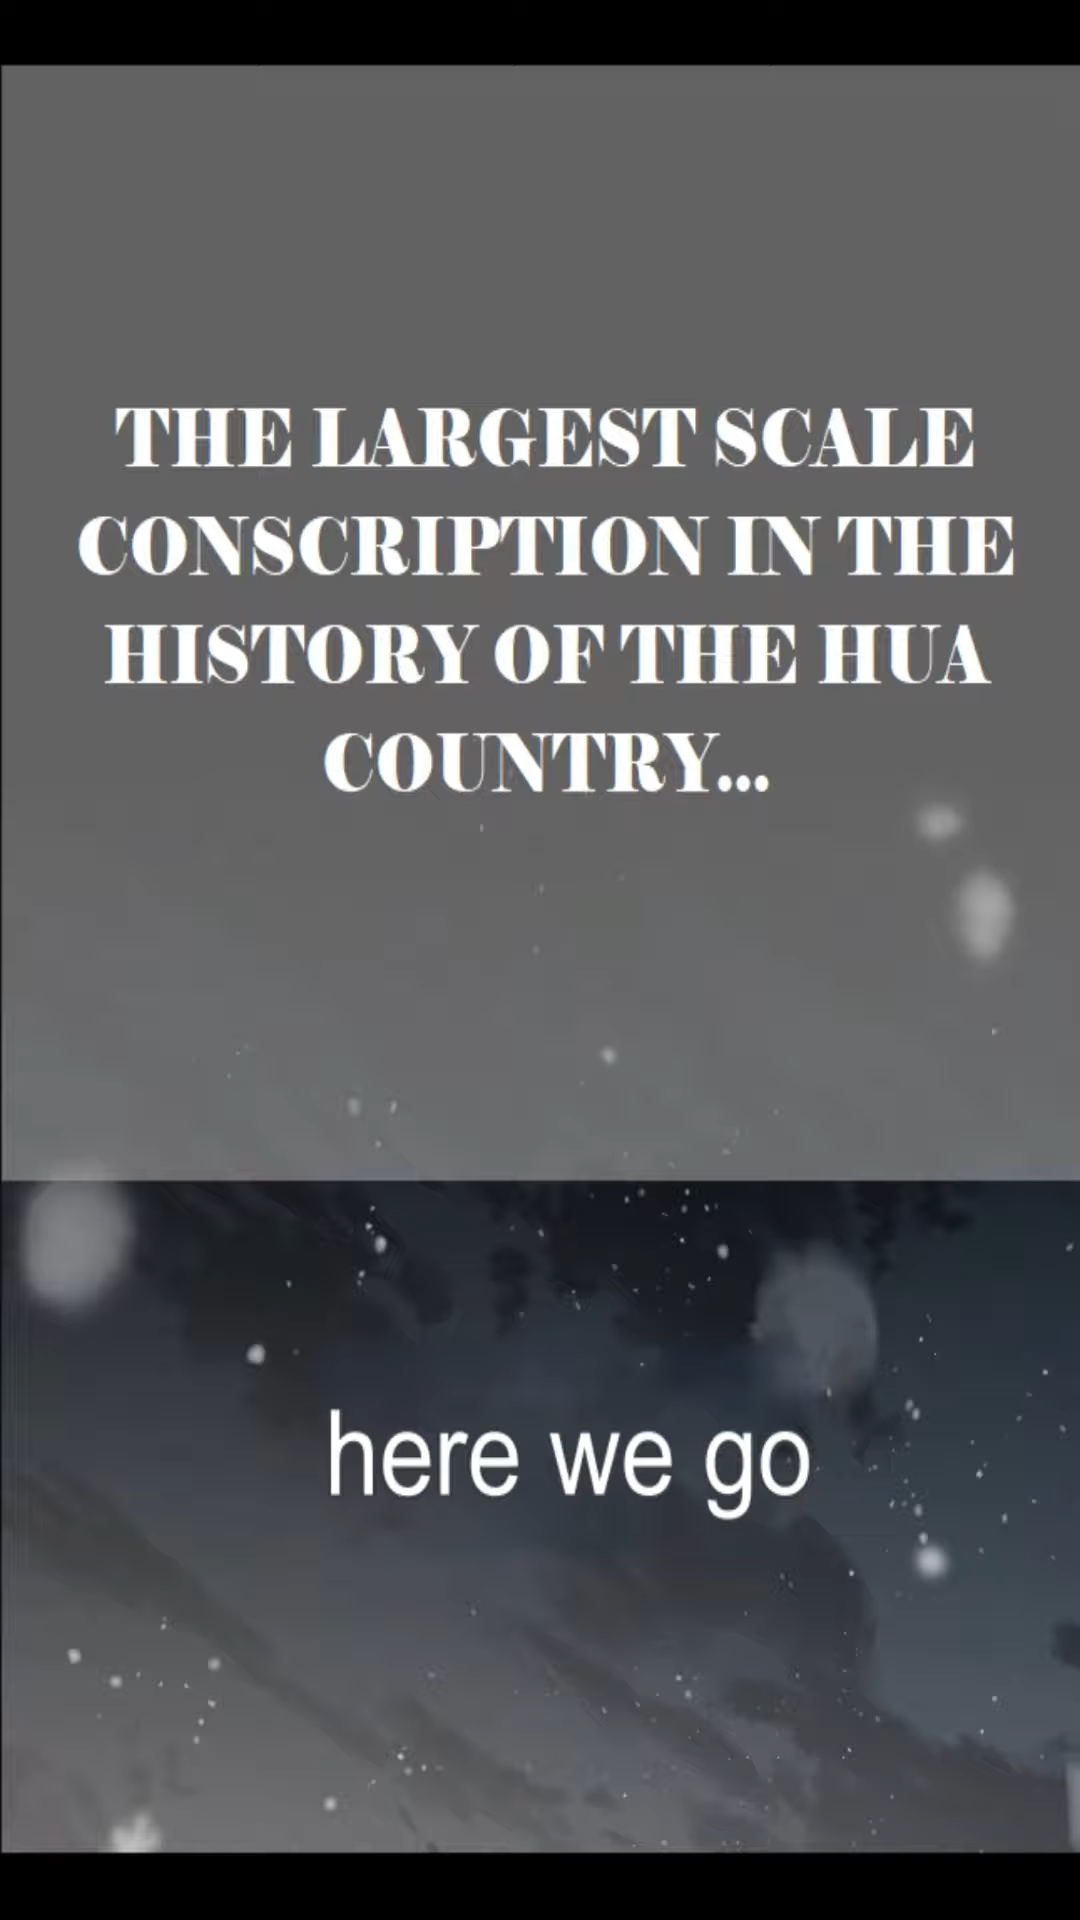 THE LARGEST SCALE
CONSCRIPTION IN THE
HISTORY OF THE HUA
COUNTRY...
here we go